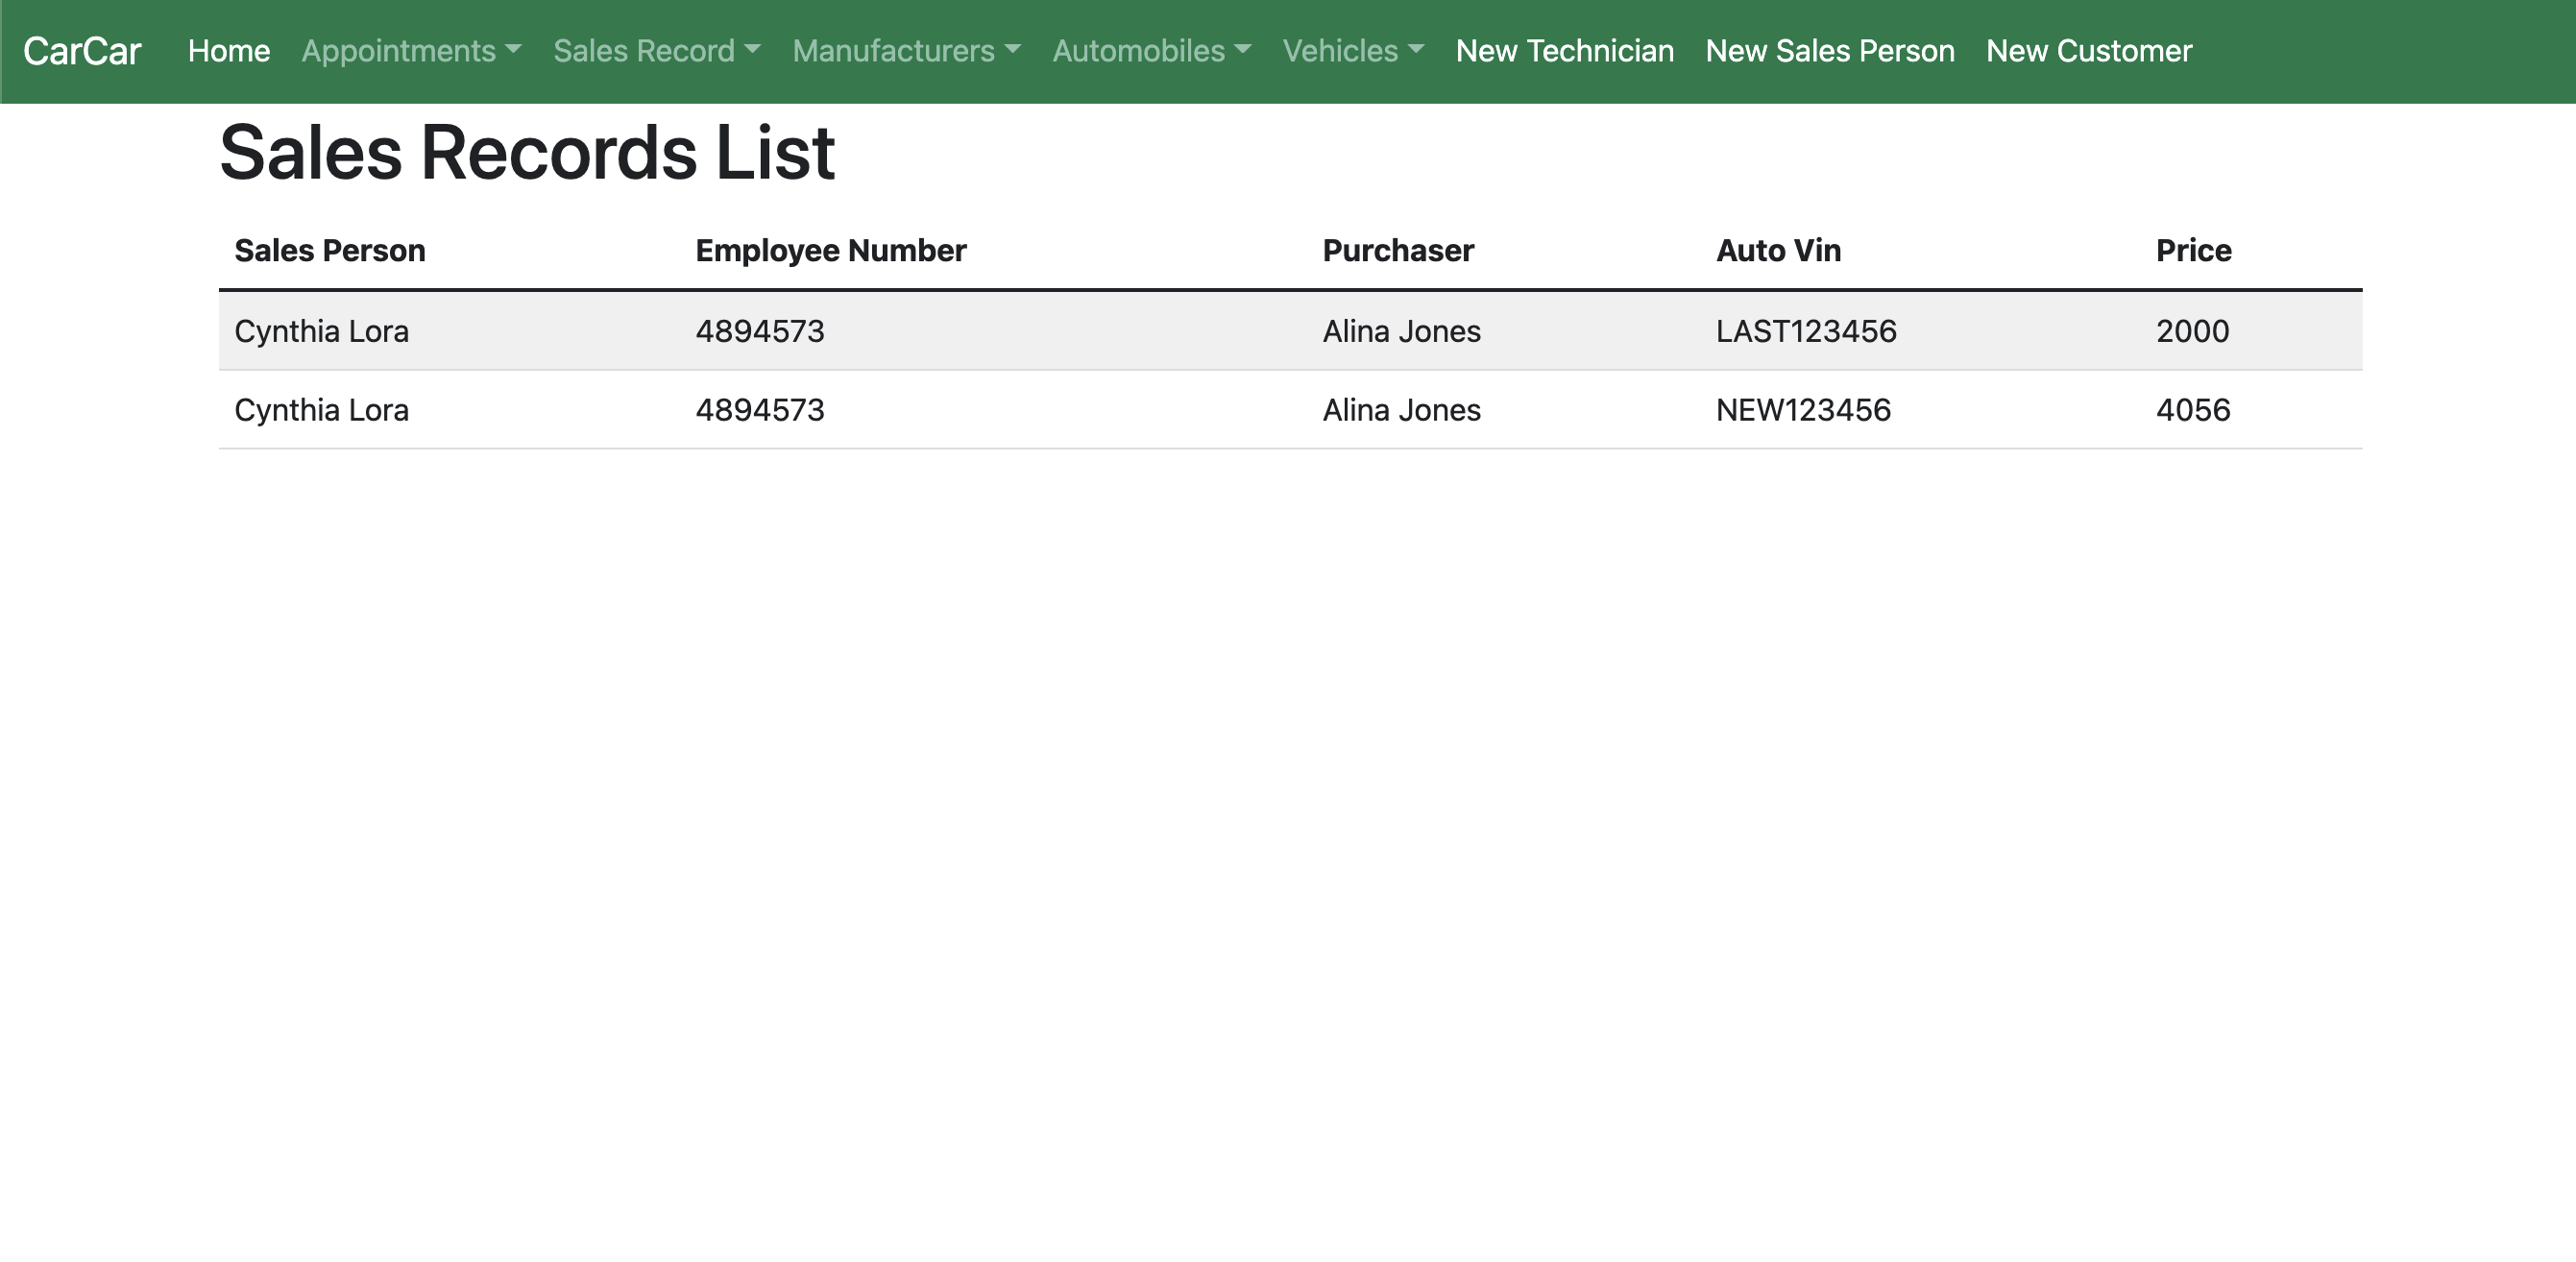 CarCar Home Appointments Sales Record Manufacturers Automobiles Vehicles New Technician New Sales Person New Customer
Sales Records List
Sales Person Employee Number Purchaser Auto Vin Price
Cynthia Lora 4894573 Alina Jones LAST123456 2000
Cynthia Lora 4894573 Alina Jones NEW123456 4056